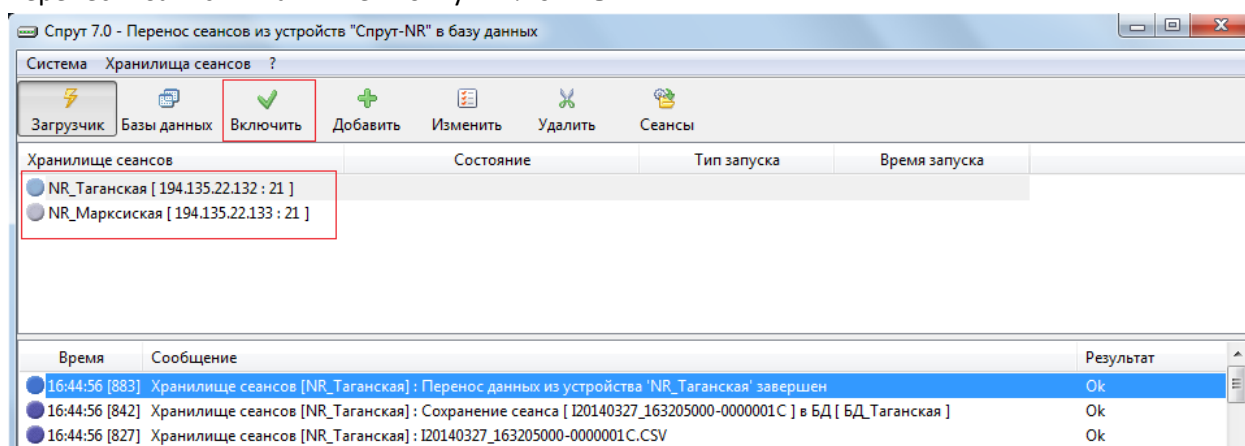 Спрут 7.0 - Перенос сеансов из устройств "Спрут-NR" в базу данных
Система Хранилища сеансов ?
Загрузчик Базы данных Включить Добавить Изменить Удалить Сеансы
Хранилище сеансов Состояние Тип запуска Время запуска
NR_Таганская [ 194.135.22.132 : 21 ]
NR_Марксиская [ 194.135.22.133 : 21 ]
Время Сообщение Результат
16:44:56 [883] Хранилище сеансов [NR_Таганская] : Перенос данных из устройства 'NR_Таганская' завершен Ok
16:44:56 [842] Хранилище сеансов [NR_Таганская] : Сохранение сеанса [ I20140327_163205000-0000001C ] в БД [ БД_Таганская ] Ok
16:44:56 [827] Хранилище сеансов [NR_Таганская] : I20140327_163205000-0000001C.CSV Ok